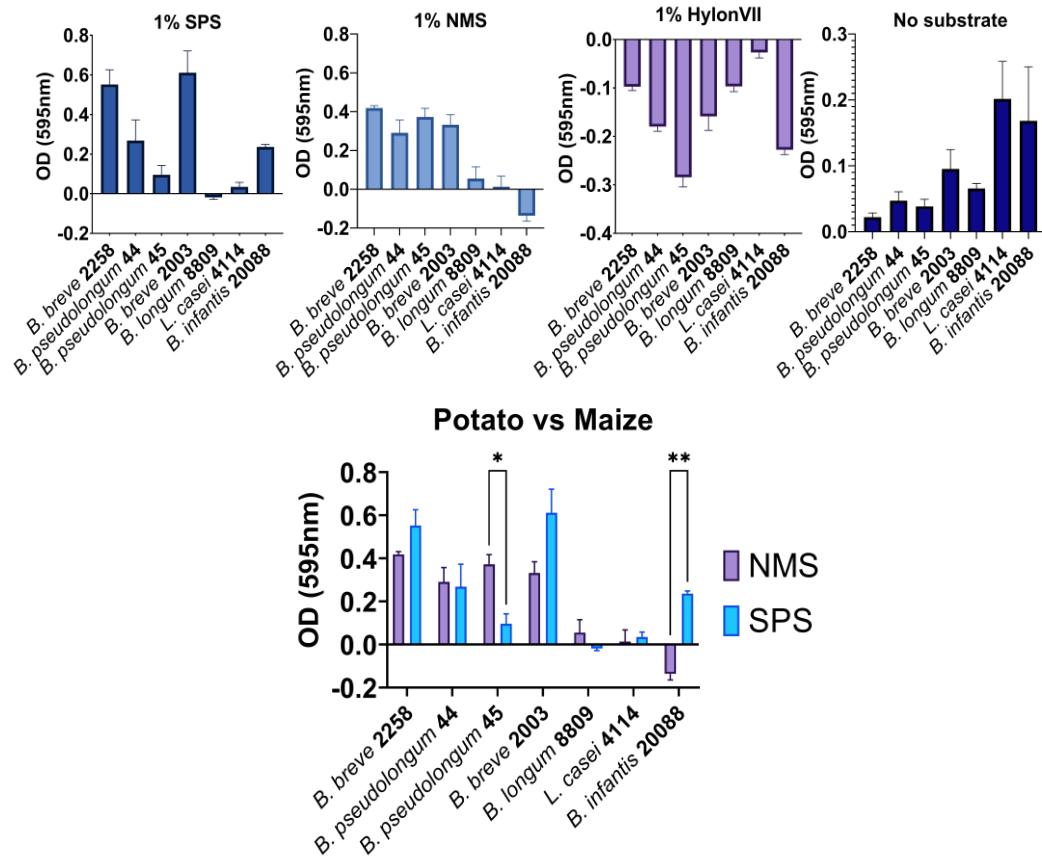 1% SPS
OD (595nm)
0.8
0.6
0.4
0.2
0.0
-0.2
B. breve 2258
B. pseudolongum 44
B. pseudolongum 45
B. breve 2003
B. longum 8809
L. casei 4114
B. infantis 20088
1% NMS
OD (595nm)
0.8
0.6
0.4
0.2
0.0
-0.2
B. breve 2258
B. pseudolongum 44
B. pseudolongum 45
B. breve 2003
B. longum 8809
L. casei 4114
B. infantis 20088
1% HylonVII
OD (595nm)
0.0
-0.1
-0.2
-0.3
-0.4
B. breve 2258
B. pseudolongum 44
B. pseudolongum 45
B. breve 2003
B. longum 8809
L. casei 4114
B. infantis 20088
No substrate
OD (595nm)
0.3
0.2
0.1
0.0
B. breve 2258
B. pseudolongum 44
B. pseudolongum 45
B. breve 2003
B. longum 8809
L. casei 4114
B. infantis 20088
Potato vs Maize
OD (595nm)
0.8
0.6
0.4
0.2
0.0
-0.2
*
**
B. breve 2258
B. pseudolongum 44
B. pseudolongum 45
B. breve 2003
B. longum 8809
L. casei 4114
B. infantis 20088
NMS
SPS